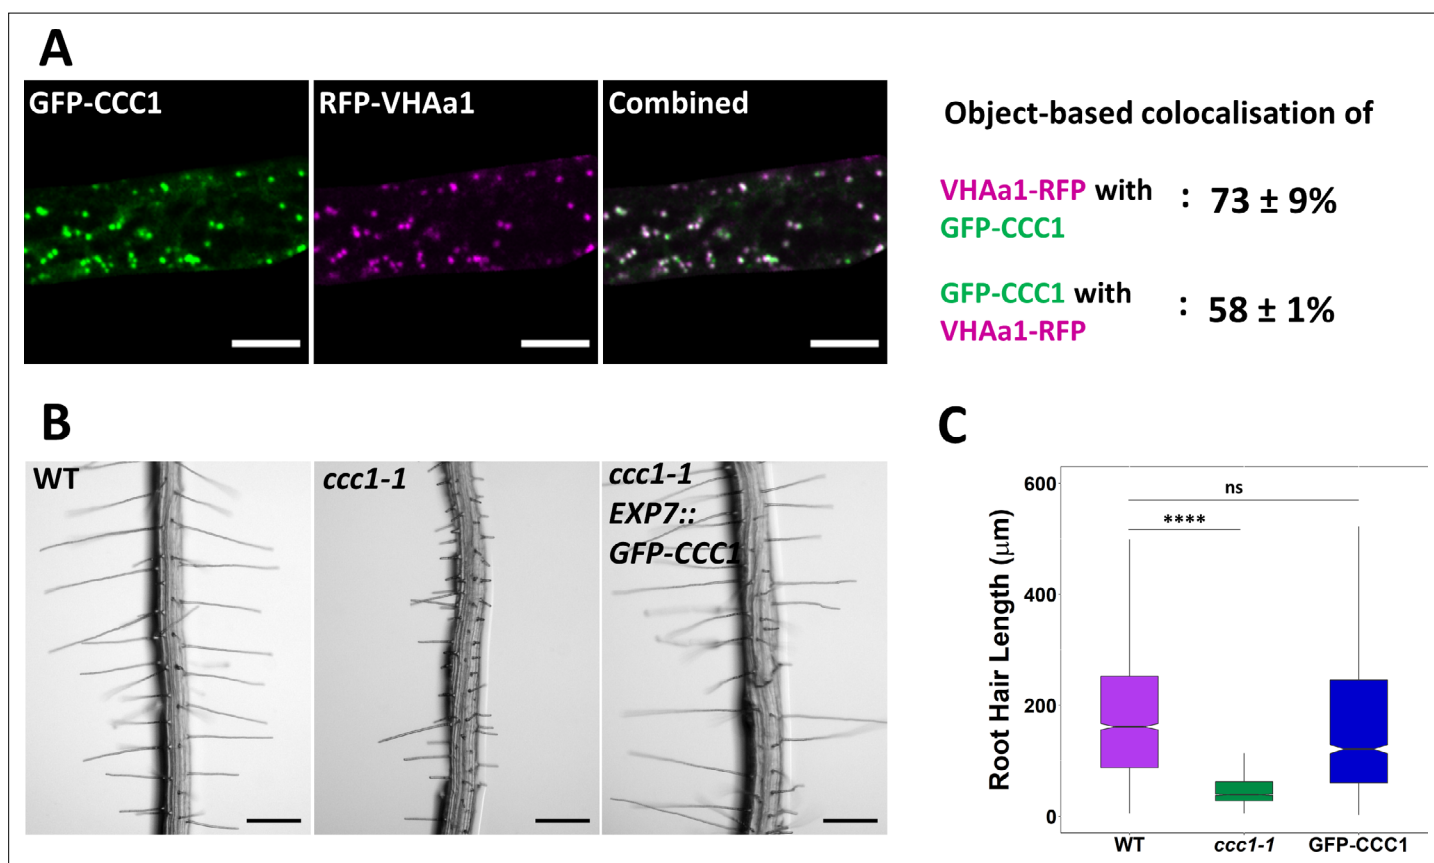 A
GFP-CCC1
RFP-VHAa1
Combined
Object-based colocalisation of
VHAa1-RFP with
GFP-CCC1
: 73 ± 9%
GFP-CCC1 with
VHAa1-RFP
: 58 ± 1%
B
WT
ccc1-1
ccc1-1
EXP7::
GFP-CCC1
C
Root Hair Length (μm)
600
400
200
0
ns
****
WT
ccc1-1
GFP-CCC1